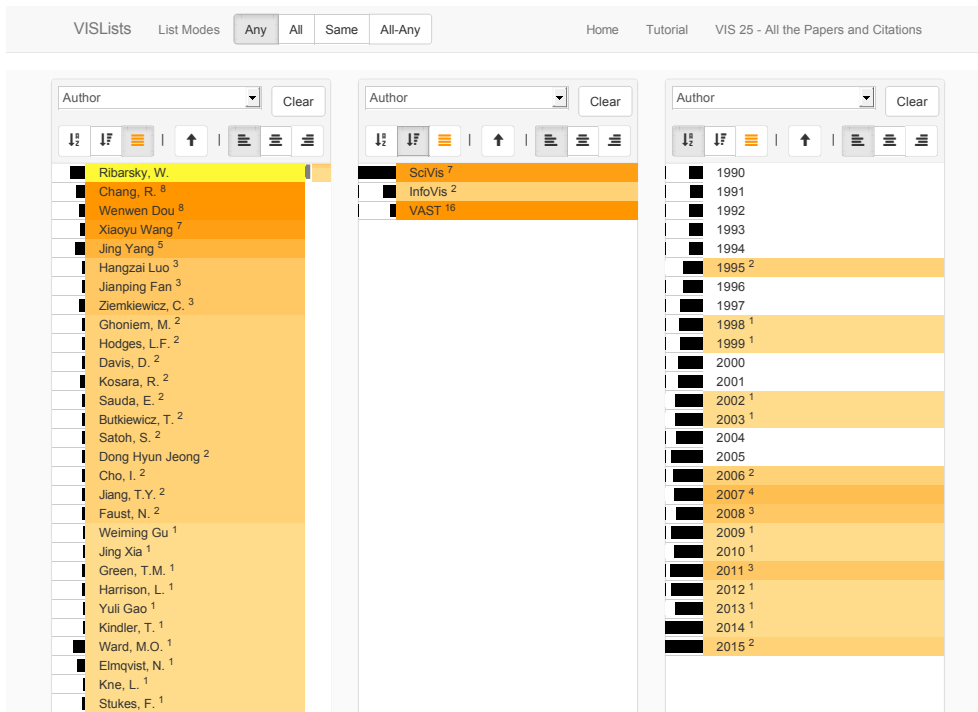 VISLists List Modes Any All Same All-Any Home Tutorial VIS 25 - All the Papers and Citations
Author Clear
Ribarsky, W.
Chang, R. 8
Wenwen Dou 8
Xiaoyu Wang 7
Jing Yang 5
Hangzai Luo 3
Jianping Fan 3
Ziemkiewicz, C. 3
Ghoniem, M. 2
Hodges, L.F. 2
Davis, D. 2
Kosara, R. 2
Sauda, E. 2
Butkiewicz, T. 2
Satoh, S. 2
Dong Hyun Jeong 2
Cho, I. 2
Jiang, T.Y. 2
Faust, N. 2
Weiming Gu 1
Jing Xia 1
Green, T.M. 1
Harrison, L. 1
Yuli Gao 1
Kindler, T. 1
Ward, M.O. 1
Elmqvist, N. 1
Kne, L. 1
Stukes, F. 1
Author Clear
SciVis 7
InfoVis 2
VAST 16
Author Clear
1990
1991
1992
1993
1994
1995 2
1996
1997
1998 1
1999 1
2000
2001
2002 1
2003 1
2004
2005
2006 2
2007 4
2008 3
2009 1
2010 1
2011 3
2012 1
2013 1
2014 1
2015 2